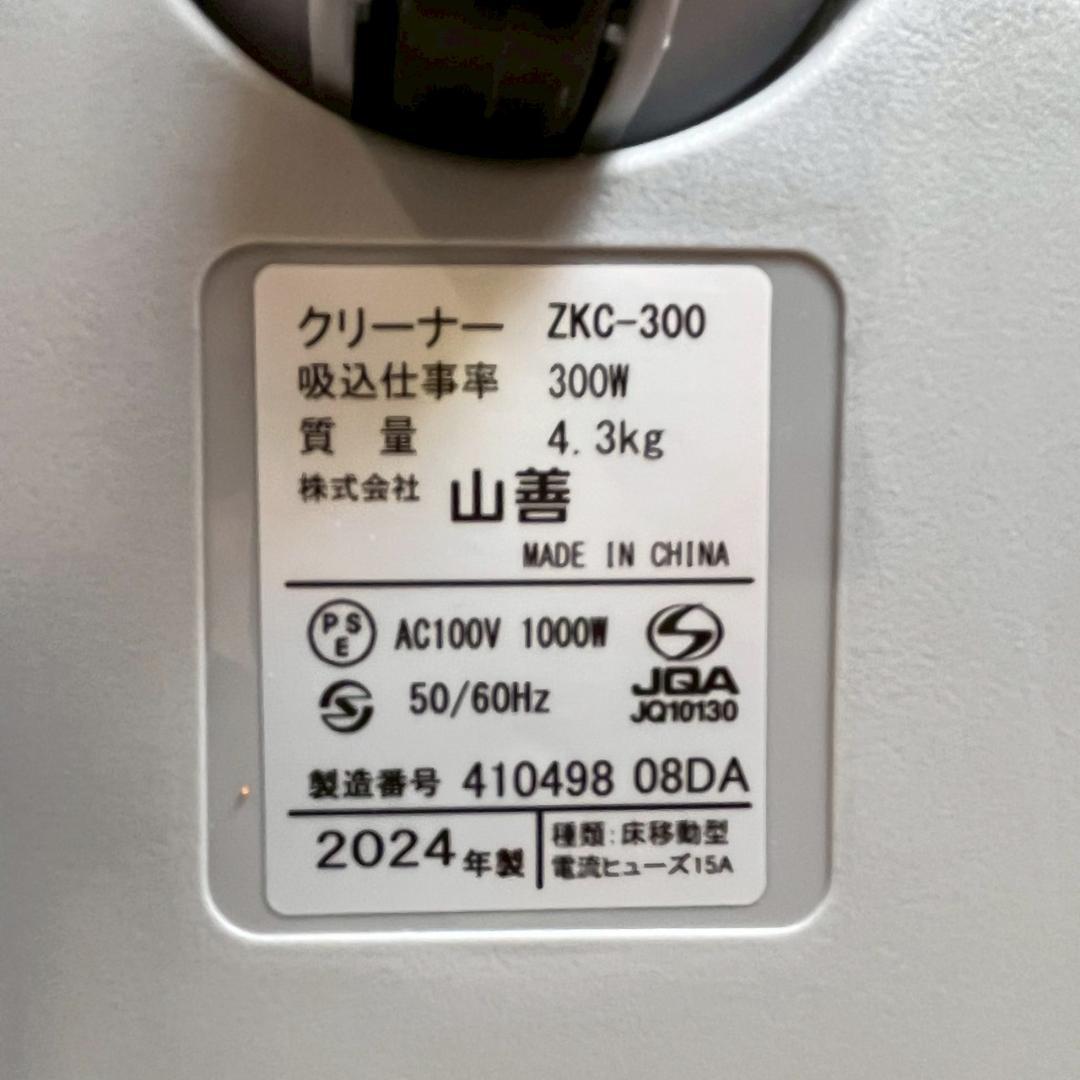 クリーナー ZKC-300
吸込仕事率 300W
質 量 4.3kg
株式会社 山善
MADE IN CHINA
PSE AC100V 1000W
50/60Hz
JQA
JQ10130
製造番号 410498 08DA
2024年製
種類:床移動型
電流ヒューズ15A